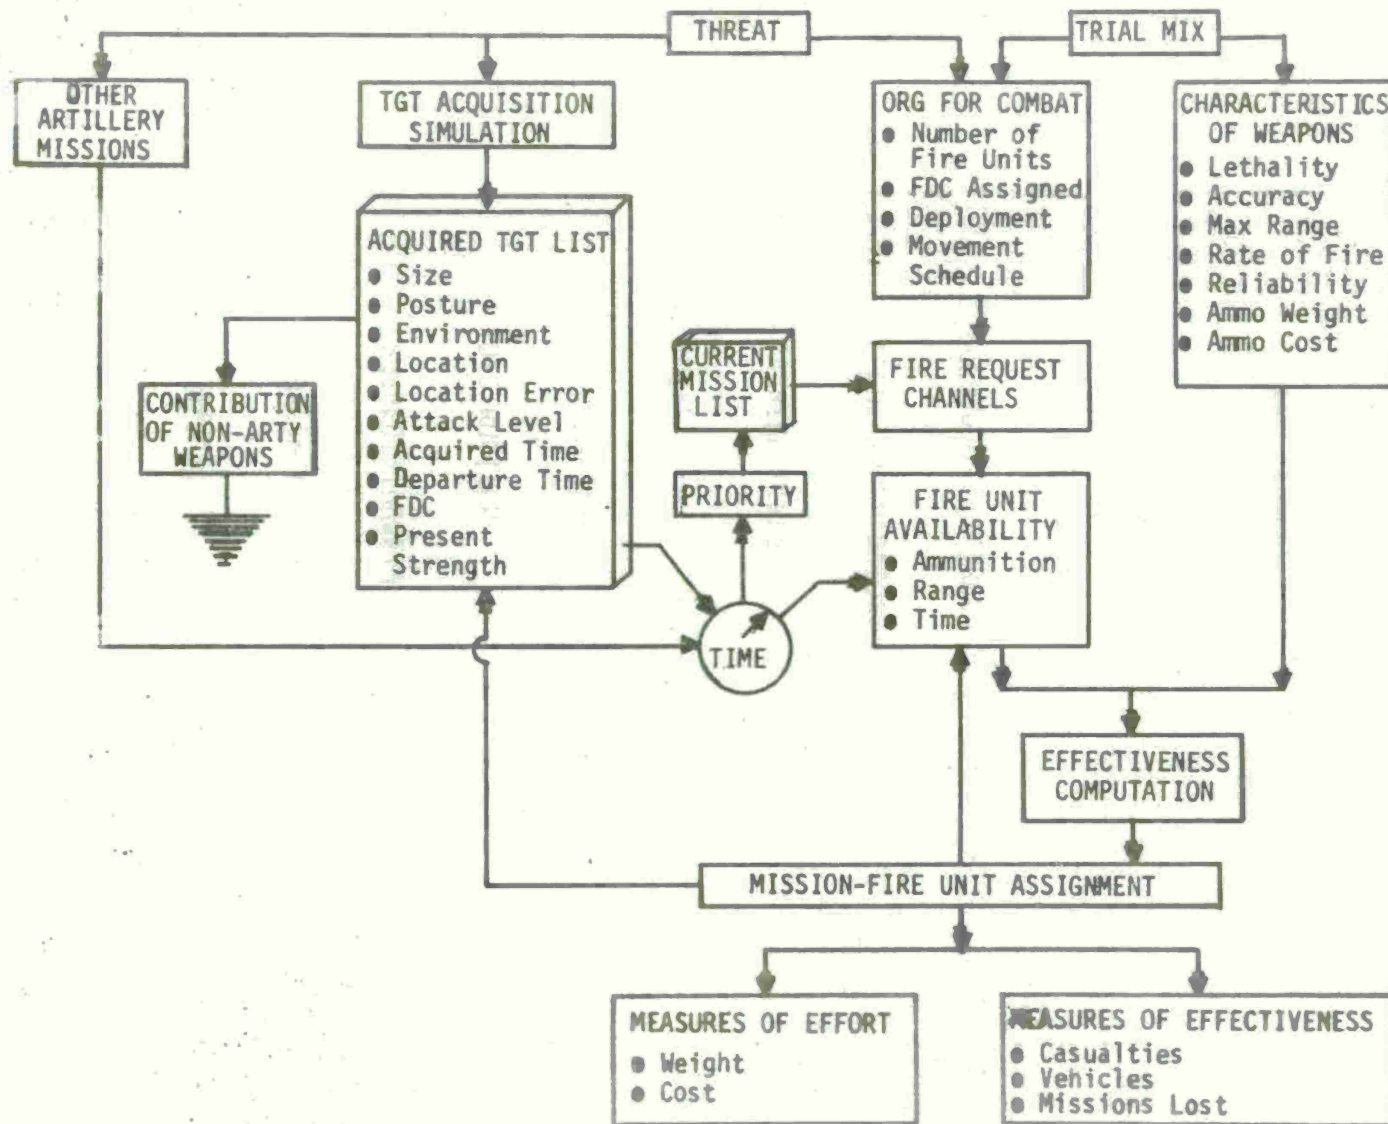 THREAT
TRIAL MIX
OTHER
ARTILLERY
MISSIONS
TGT ACQUISITION
SIMULATION
ORG FOR COMBAT
● Number of
Fire Units
● FDC Assigned
● Deployment
● Movement
Schedule
CHARACTERISTICS
OF WEAPONS
● Lethality
● Accuracy
● Max Range
● Rate of Fire
● Reliability
● Ammo Weight
● Ammo Cost
ACQUIRED TGT LIST
● Size
● Posture
● Environment
● Location
● Location Error
● Attack Level
● Acquired Time
● Departure Time
● FDC
● Present
Strength
CONTRIBUTION
OF NON-ARTY
WEAPONS
CURRENT
MISSION
LIST
FIRE REQUEST
CHANNELS
PRIORITY
FIRE UNIT
AVAILABILITY
● Ammunition
● Range
● Time
TIME
EFFECTIVENESS
COMPUTATION
MISSION-FIRE UNIT ASSIGNMENT
MEASURES OF EFFORT
● Weight
● Cost
MEASURES OF EFFECTIVENESS
● Casualties
● Vehicles
● Missions Lost